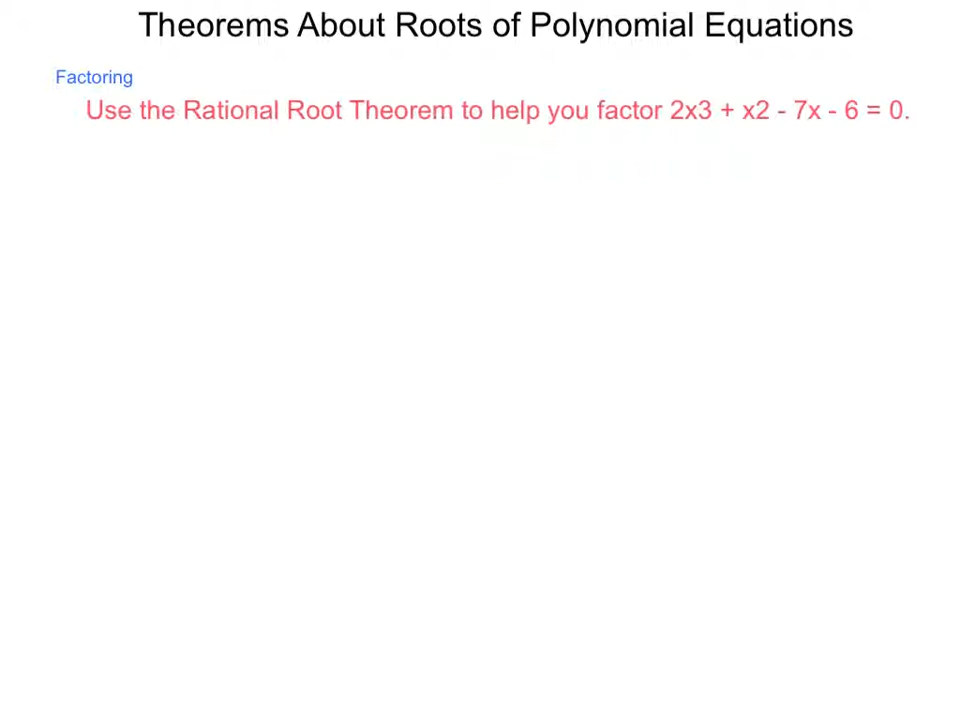 Theorems About Roots of Polynomial Equations
Factoring
Use the Rational Root Theorem to help you factor 2x3 + x2 - 7x - 6 = 0.